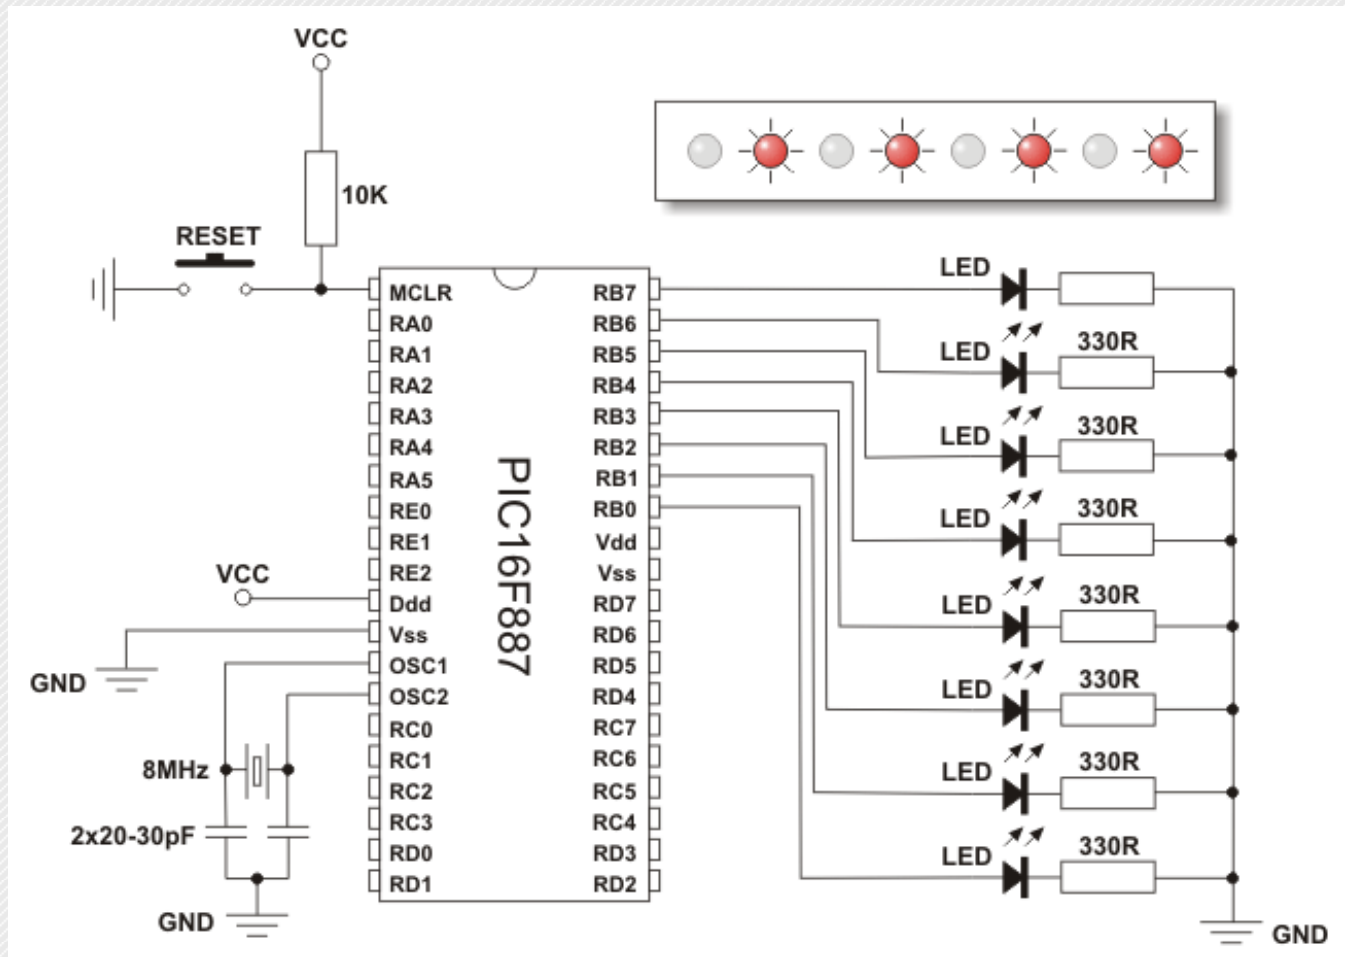 VCC
10K
RESET
MCLR
RA0
RA1
RA2
RA3
RA4
RA5
RE0
RE1
RE2
Ddd
Vss
OSC1
OSC2
RC0
RC1
RC2
RC3
RD0
RD1
PIC16F887
RB7
RB6
RB5
RB4
RB3
RB2
RB1
RB0
Vdd
Vss
RD7
RD6
RD5
RD4
RC7
RC6
RC5
RC4
RD3
RD2
VCC
GND
8MHz
2x20-30pF
GND
LED
LED 330R
LED 330R
LED 330R
LED 330R
LED 330R
LED 330R
LED 330R
GND